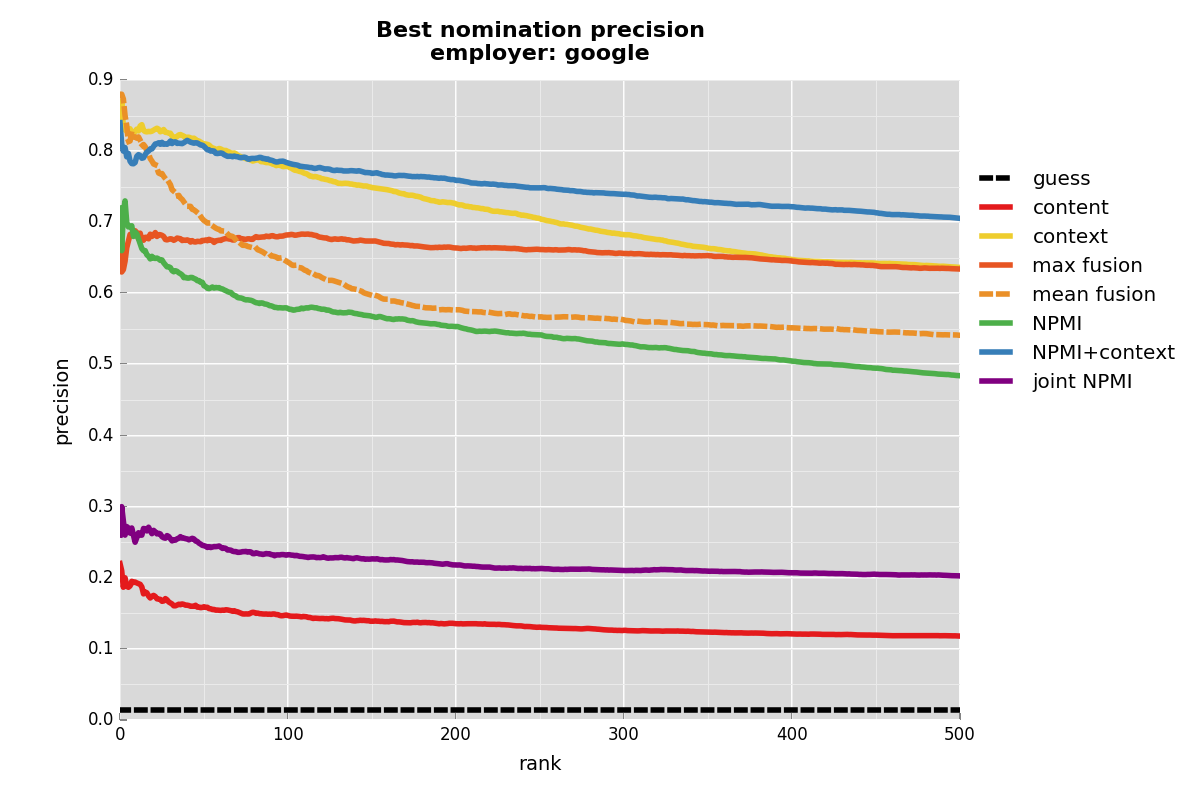 Best nomination precision
employer: google
precision
0.9
0.8
0.7
0.6
0.5
0.4
0.3
0.2
0.1
0.0
0
100
200
300
400
500
rank
guess
content
context
max fusion
mean fusion
NPMI
NPMI+context
joint NPMI